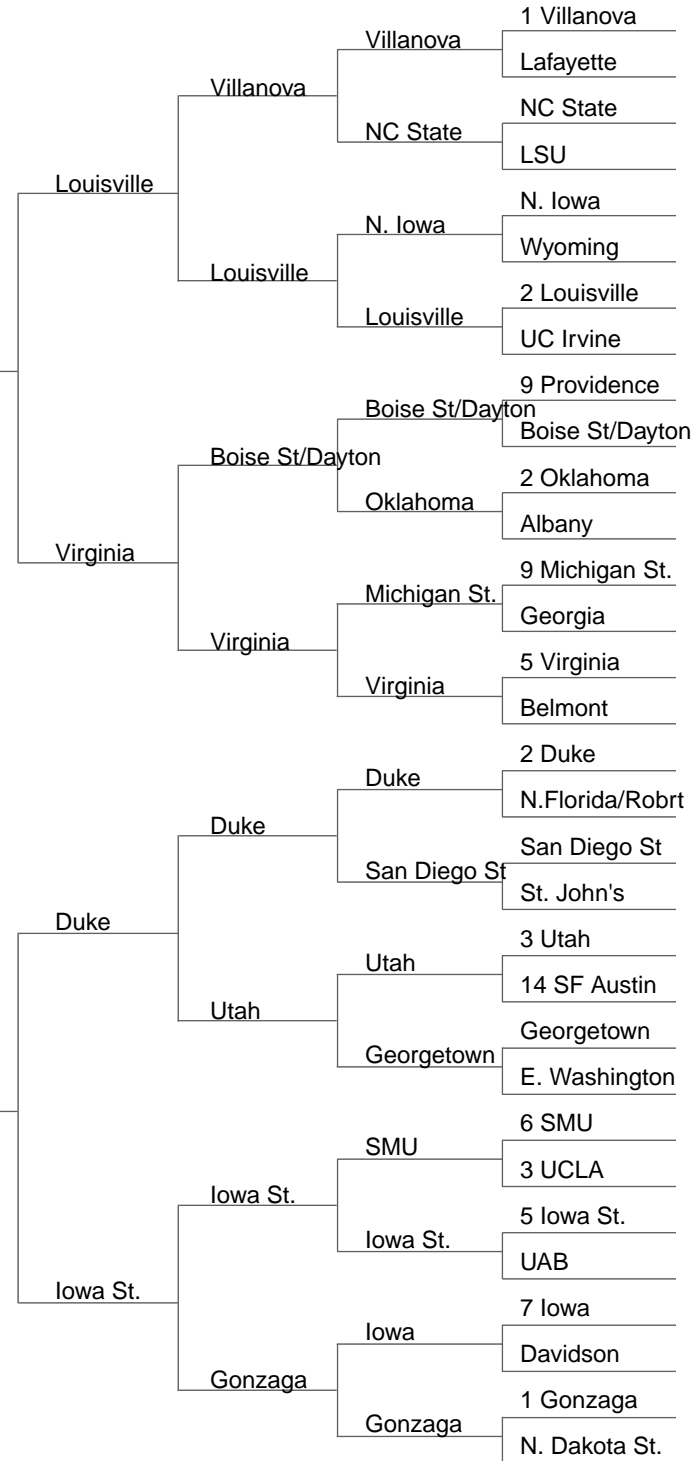 1 Villanova
Villanova
Lafayette
Villanova
NC State
NC State
LSU
Louisville
N. Iowa
N. Iowa
Wyoming
Louisville
2 Louisville
Louisville
UC Irvine
9 Providence
Boise St/Dayton
Boise St/Dayton
Boise St/Dayton
2 Oklahoma
Oklahoma
Albany
Virginia
9 Michigan St.
Michigan St.
Georgia
Virginia
5 Virginia
Virginia
Belmont
2 Duke
Duke
N.Florida/Robrt
Duke
San Diego St
San Diego St
St. John's
Duke
3 Utah
Utah
14 SF Austin
Utah
Georgetown
Georgetown
E. Washington
6 SMU
SMU
3 UCLA
Iowa St.
5 Iowa St.
Iowa St.
UAB
Iowa St.
7 Iowa
Iowa
Davidson
Gonzaga
1 Gonzaga
Gonzaga
N. Dakota St.